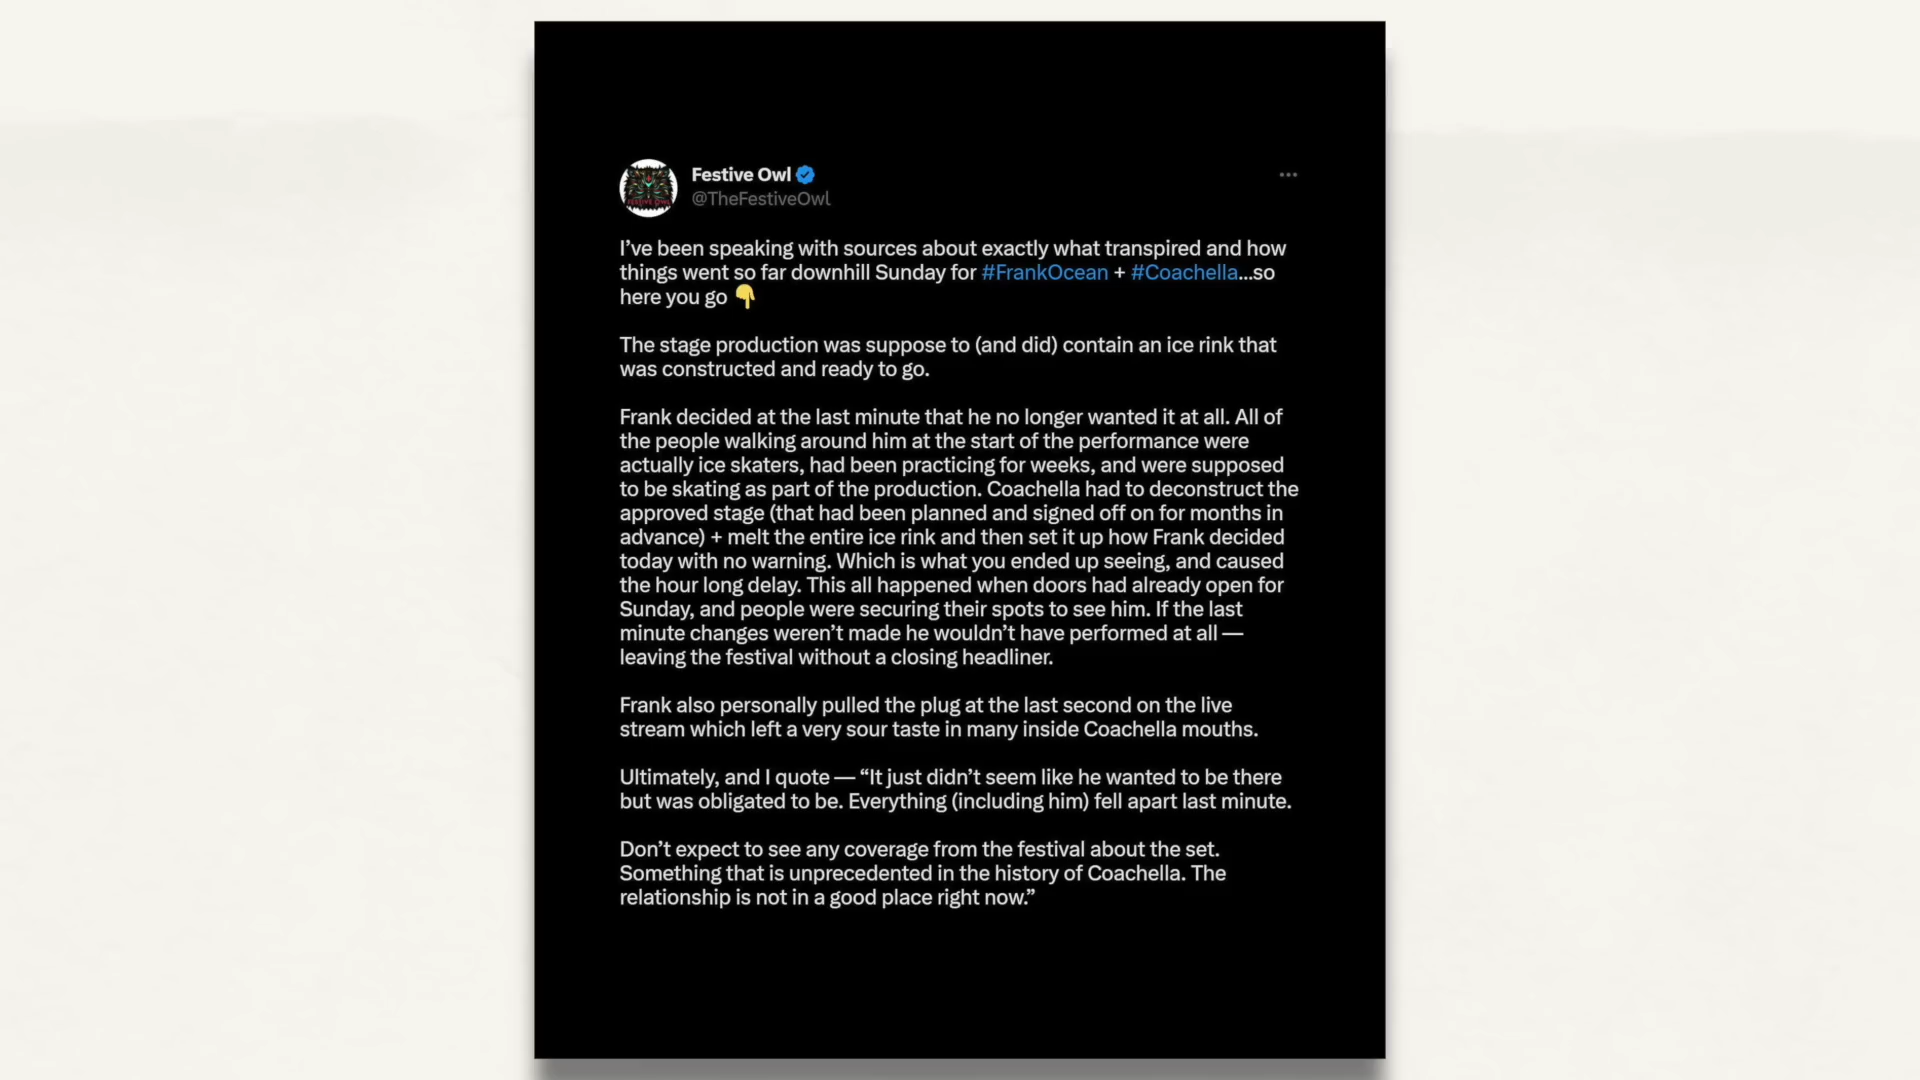 Festive Owl
@TheFestiveOwl
I’ve been speaking with sources about exactly what transpired and how
things went so far downhill Sunday for #FrankOcean + #Coachella...so
here you go 👇
The stage production was suppose to (and did) contain an ice rink that
was constructed and ready to go.
Frank decided at the last minute that he no longer wanted it at all. All of
the people walking around him at the start of the performance were
actually ice skaters, had been practicing for weeks, and were supposed
to be skating as part of the production. Coachella had to deconstruct the
approved stage (that had been planned and signed off on for months in
advance) + melt the entire ice rink and then set it up how Frank decided
today with no warning. Which is what you ended up seeing, and caused
the hour long delay. This all happened when doors had already open for
Sunday, and people were securing their spots to see him. If the last
minute changes weren’t made he wouldn’t have performed at all —
leaving the festival without a closing headliner.
Frank also personally pulled the plug at the last second on the live
stream which left a very sour taste in many inside Coachella mouths.
Ultimately, and I quote — “It just didn’t seem like he wanted to be there
but was obligated to be. Everything (including him) fell apart last minute.
Don’t expect to see any coverage from the festival about the set.
Something that is unprecedented in the history of Coachella. The
relationship is not in a good place right now.”